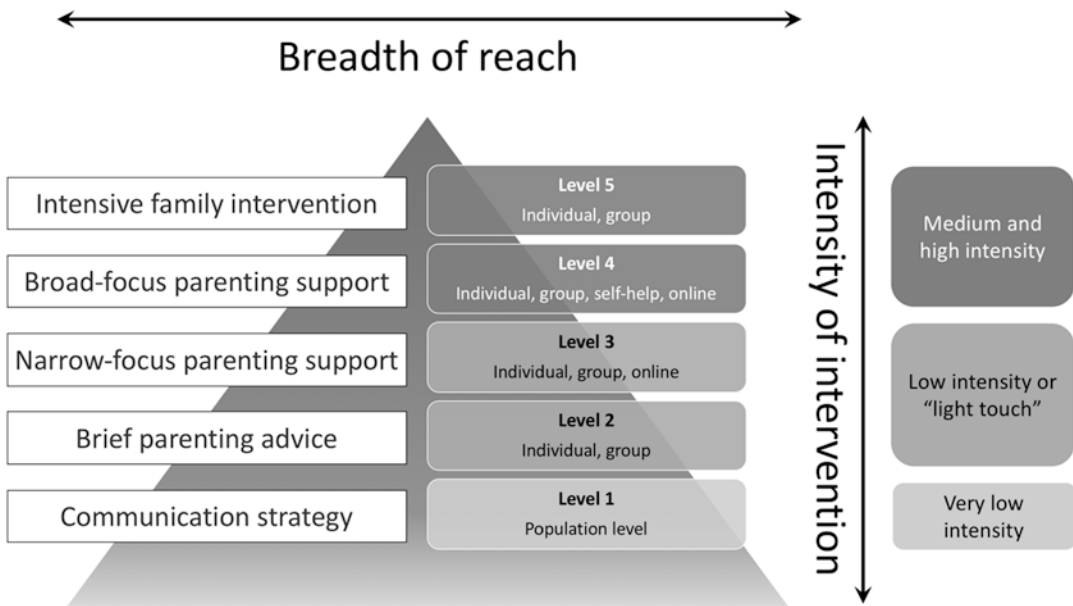 Breadth of reach
Intensive family intervention
Level 5
Individual, group
Broad-focus parenting support
Level 4
Individual, group, self-help, online
Narrow-focus parenting support
Level 3
Individual, group, online
Brief parenting advice
Level 2
Individual, group
Communication strategy
Level 1
Population level
Intensity of intervention
Medium and
high intensity
Low intensity or
“light touch”
Very low
intensity